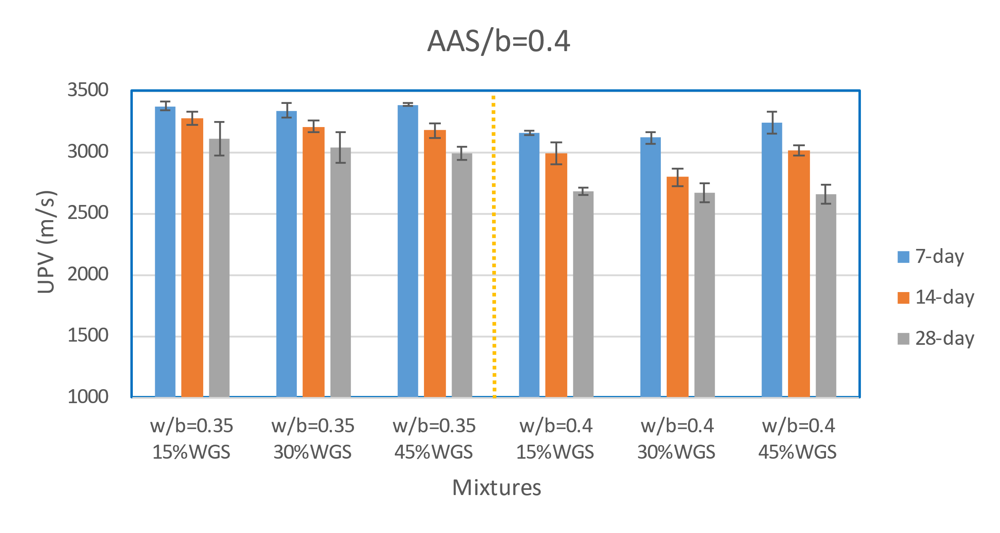 AAS/b=0.4
3500
3000
2500
2000
1500
1000
UPV (m/s)
7-day
14-day
28-day
w/b=0.35 w/b=0.35 w/b=0.35 w/b=0.4 w/b=0.4 w/b=0.4
15%WGS 30%WGS 45%WGS 15%WGS 30%WGS 45%WGS
Mixtures